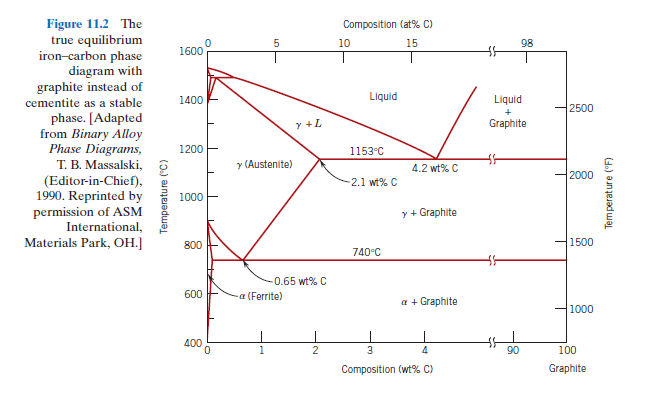 Figure 11.2 The
true equilibrium
iron–carbon phase
diagram with
graphite instead of
cementite as a stable
phase. [Adapted
from Binary Alloy
Phase Diagrams,
T. B. Massalski,
(Editor-in-Chief),
1990. Reprinted by
permission of ASM
International,
Materials Park, OH.]
Composition (at% C)
0 5 10 15 98
1600
1400
1200
1000
800
600
400
Temperature (°C)
Liquid
Liquid
+
Graphite
γ + L
1153°C
γ (Austenite)
4.2 wt% C
2.1 wt% C
γ + Graphite
740°C
0.65 wt% C
α (Ferrite)
α + Graphite
2500
2000
1500
1000
Temperature (°F)
0 1 2 3 4 90 100
Composition (wt% C)
Graphite